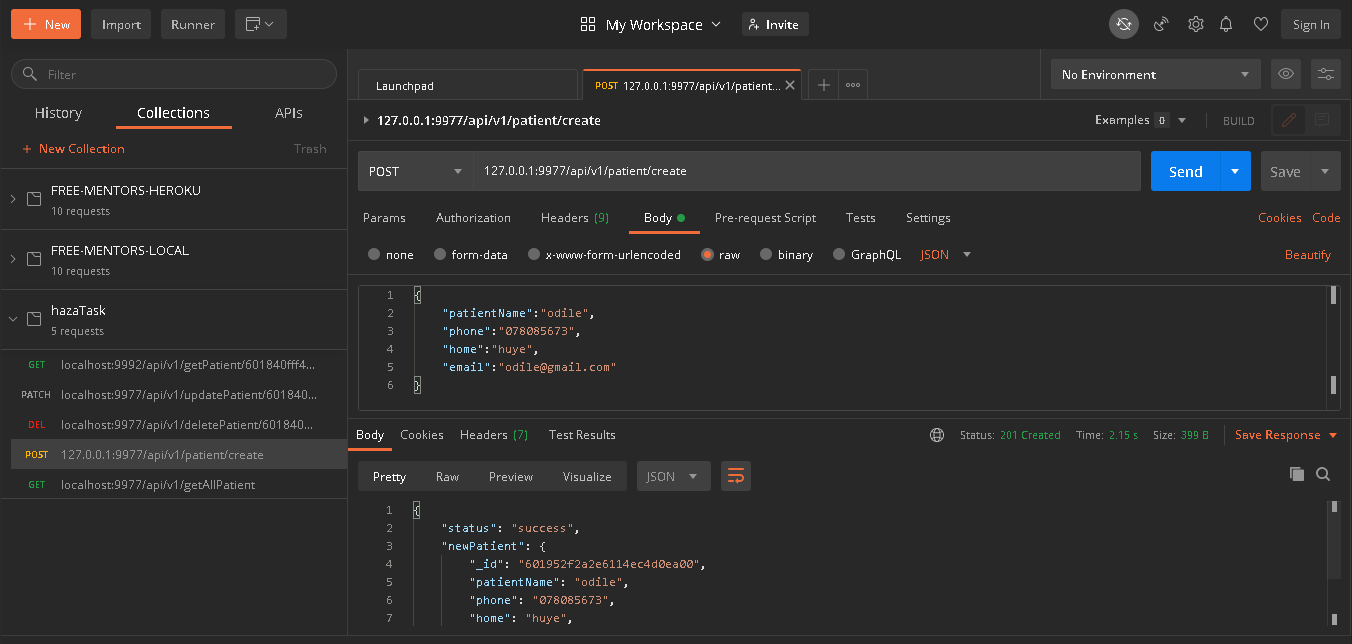 New Import Runner My Workspace Invite Sign In
Filter
History Collections APIs
+ New Collection Trash
FREE-MENTORS-HEROKU
10 requests
FREE-MENTORS-LOCAL
10 requests
hazaTask
5 requests
GET localhost:9992/api/v1/getPatient/601840fff4...
PATCH localhost:9977/api/v1/updatePatient/601840...
DEL localhost:9977/api/v1/deletePatient/601840...
POST 127.0.0.1:9977/api/v1/patient/create
GET localhost:9977/api/v1/getAllPatient
Launchpad POST 127.0.0.1:9977/api/v1/patient... No Environment
127.0.0.1:9977/api/v1/patient/create Examples 0 BUILD
POST 127.0.0.1:9977/api/v1/patient/create Send Save
Params Authorization Headers (9) Body Pre-request Script Tests Settings Cookies Code
none form-data x-www-form-urlencoded raw binary GraphQL JSON Beautify
1 {
2 "patientName":"odile",
3 "phone":"078085673",
4 "home":"huye",
5 "email":"odile@gmail.com"
6 }
Body Cookies Headers (7) Test Results Status: 201 Created Time: 2.15 s Size: 399 B Save Response
Pretty Raw Preview Visualize JSON
1 {
2 "status": "success",
3 "newPatient": {
4 "_id": "601952f2a2e6114ec4d0ea00",
5 "patientName": "odile",
6 "phone": "078085673",
7 "home": "huye",